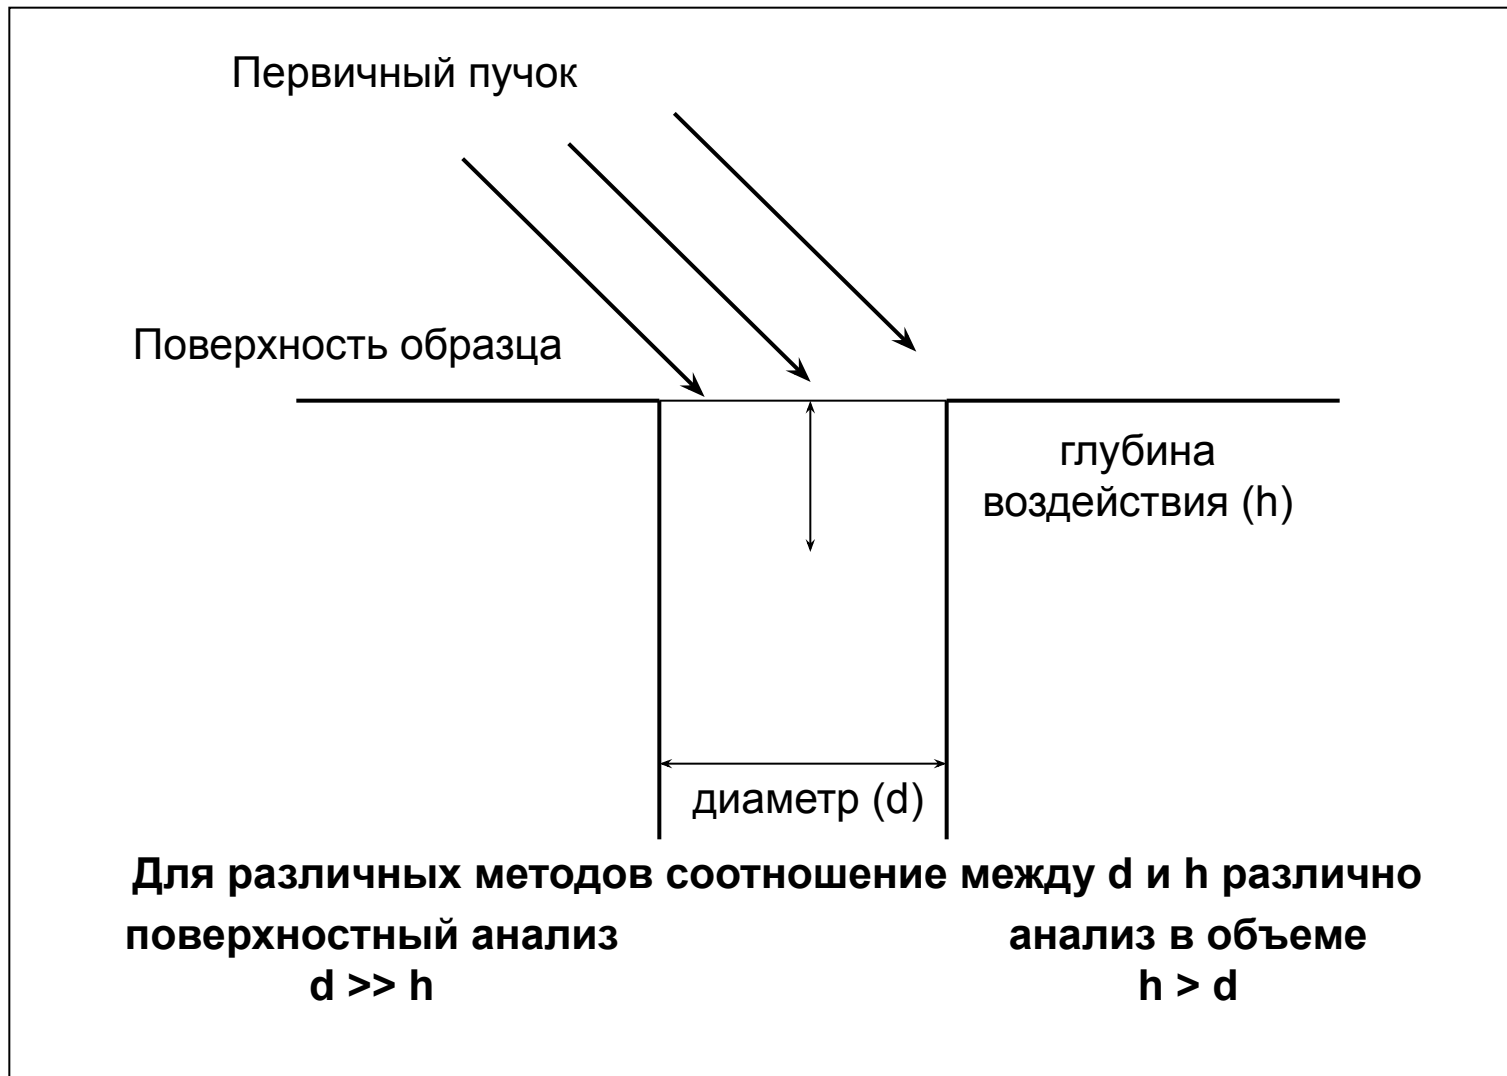 Первичный пучок
Поверхность образца
глубина
воздействия (h)
диаметр (d)
Для различных методов соотношение между d и h различно
поверхностный анализ
d >> h
анализ в объеме
h > d